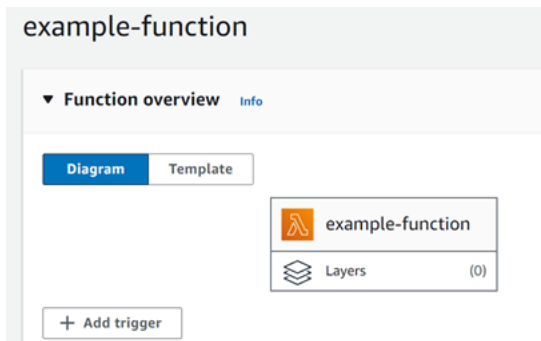 example-function
▼ Function overview Info
Diagram Template
example-function
Layers (0)
+ Add trigger